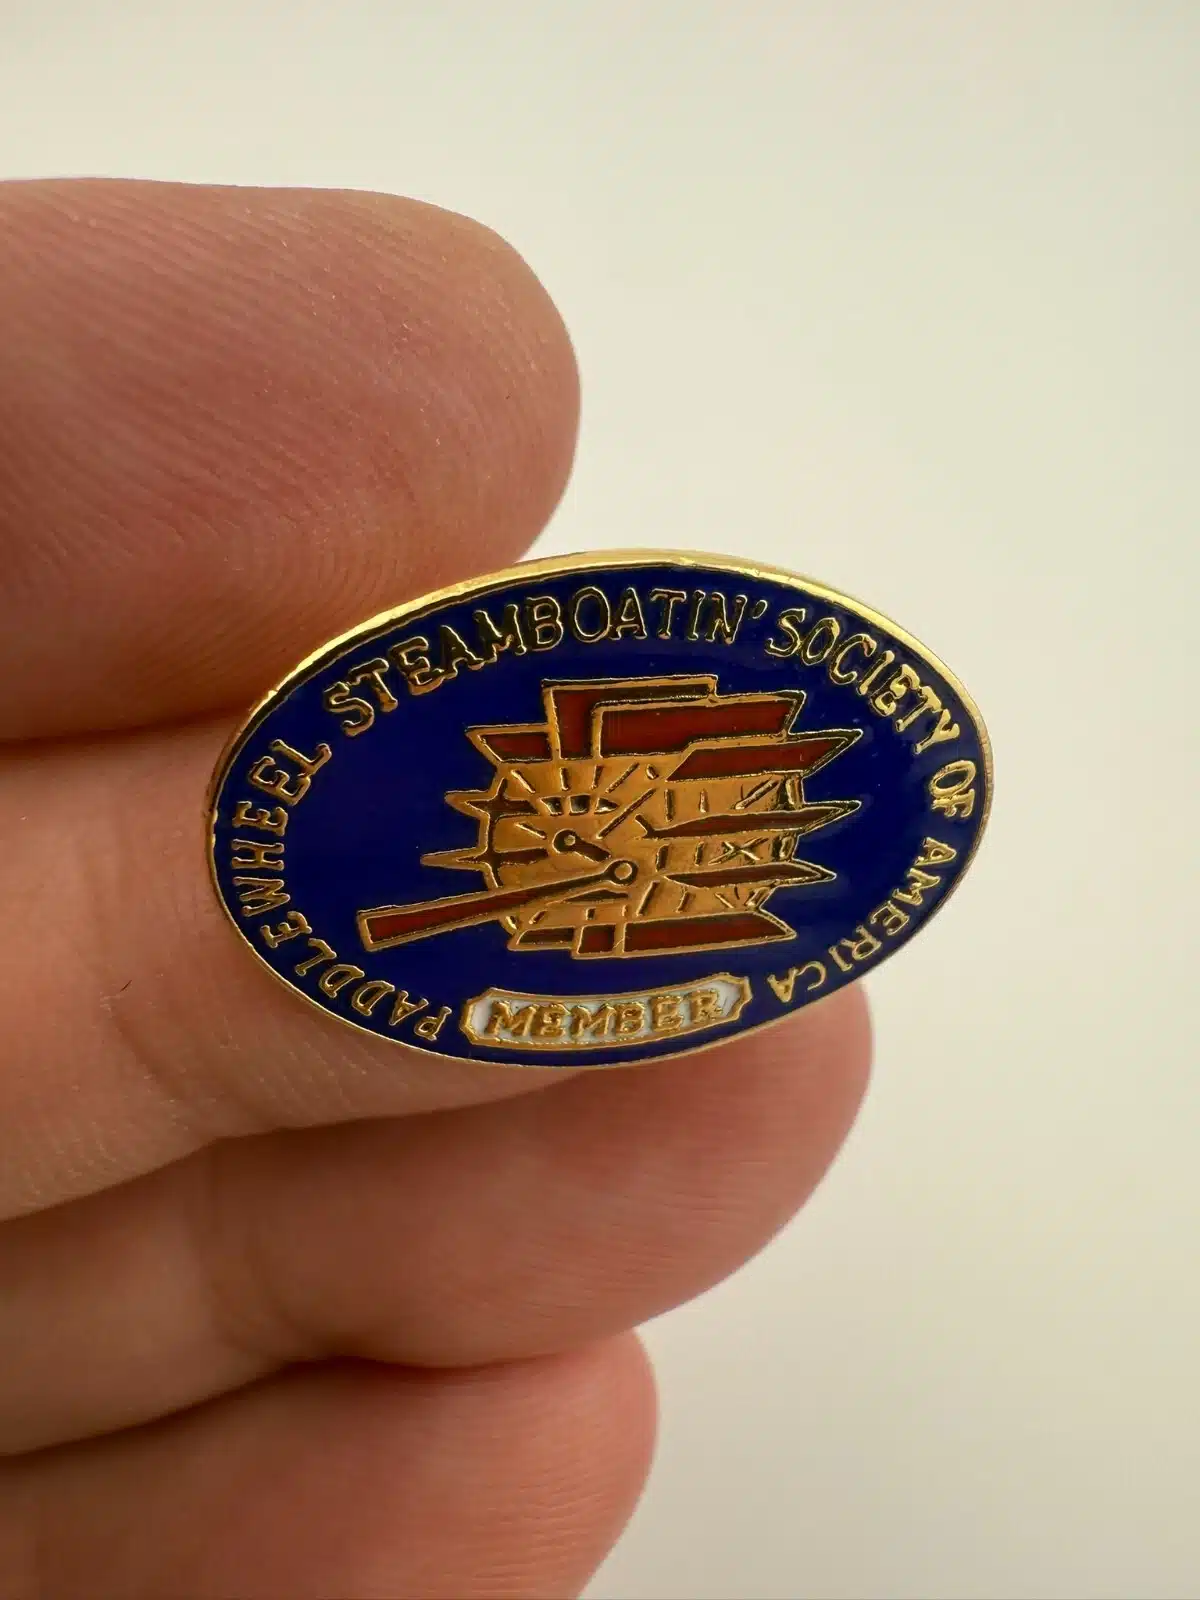 PADDLEWHEEL STEAMBOATIN' SOCIETY OF AMERICA
MEMBER